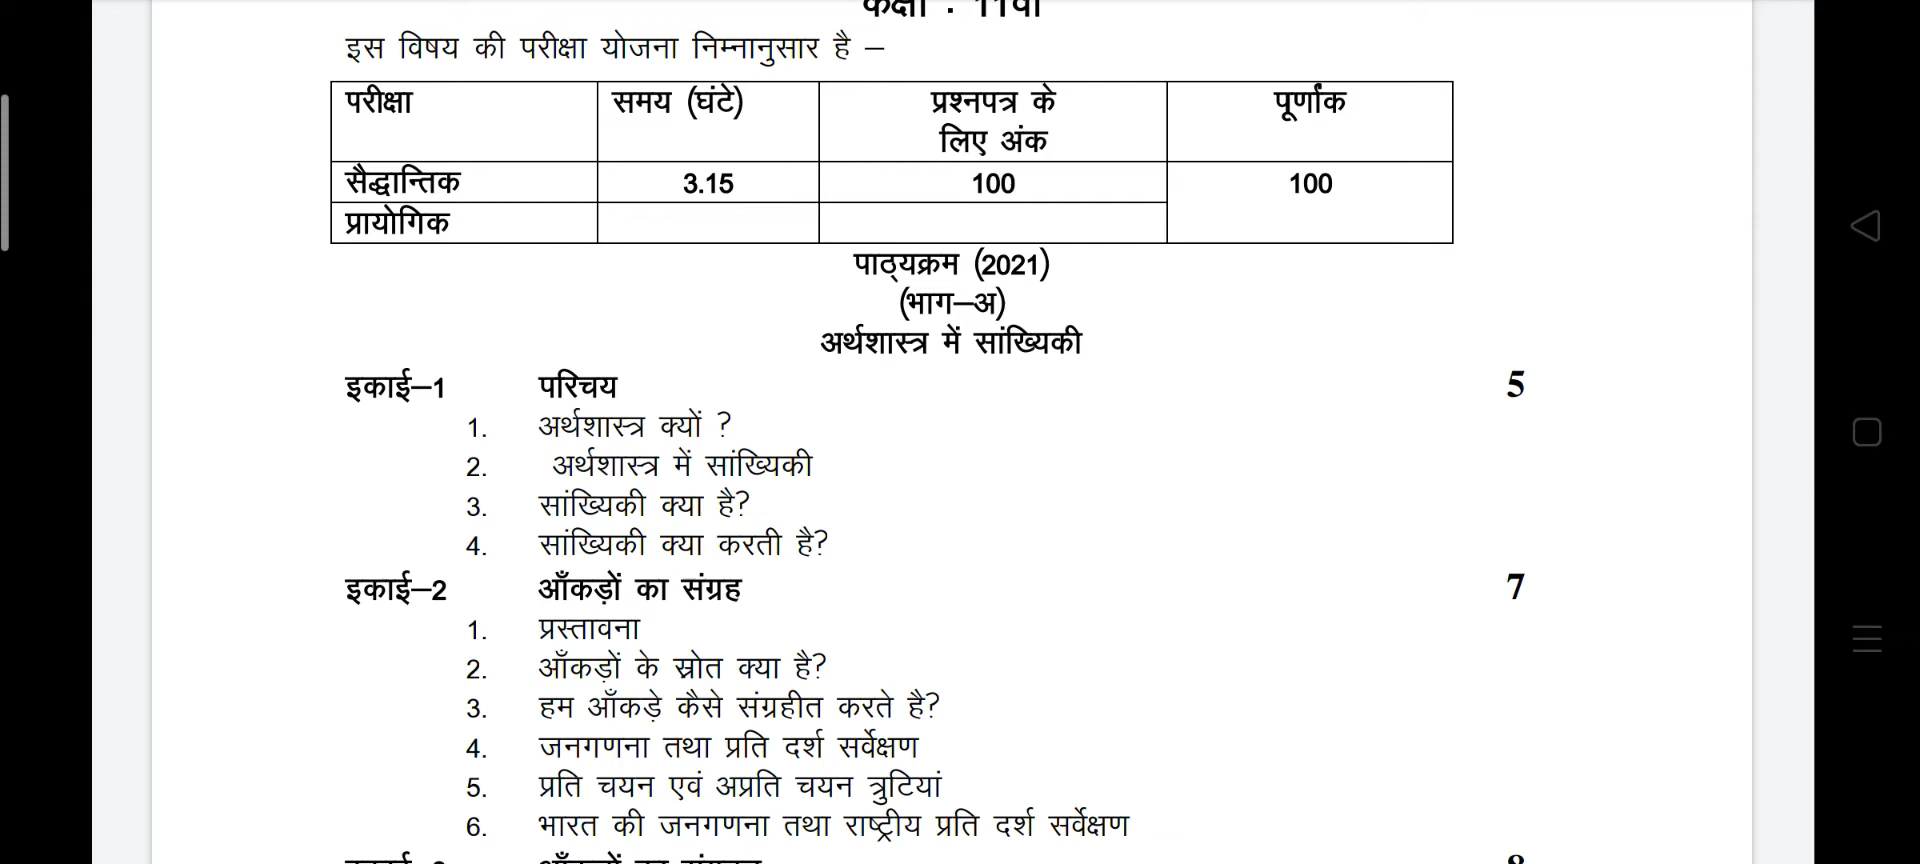 कक्षा : 11वीं
इस विषय की परीक्षा योजना निम्नानुसार है –
परीक्षा समय (घंटे) प्रश्नपत्र के लिए अंक पूर्णांक
सैद्धान्तिक 3.15 100 100
प्रायोगिक
पाठ्यक्रम (2021)
(भाग–अ)
अर्थशास्त्र में सांख्यिकी
इकाई–1 परिचय 5
1. अर्थशास्त्र क्यों ?
2. अर्थशास्त्र में सांख्यिकी
3. सांख्यिकी क्या है?
4. सांख्यिकी क्या करती है?
इकाई–2 आँकड़ों का संग्रह 7
1. प्रस्तावना
2. आँकड़ों के स्रोत क्या है?
3. हम आँकड़े कैसे संग्रहीत करते है?
4. जनगणना तथा प्रति दर्श सर्वेक्षण
5. प्रति चयन एवं अप्रति चयन त्रुटियां
6. भारत की जनगणना तथा राष्ट्रीय प्रति दर्श सर्वेक्षण